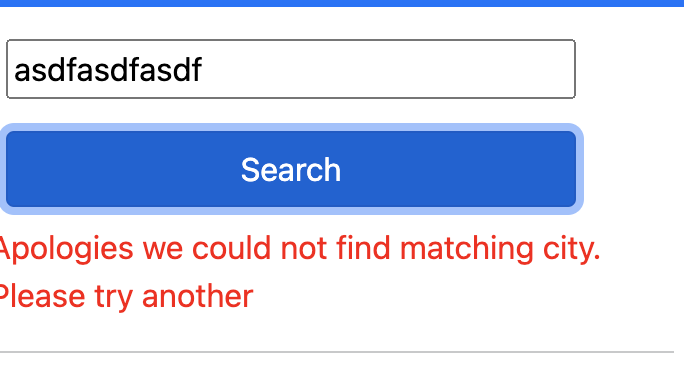 asdfasdfasdf
Search
Apologies we could not find matching city.
Please try another